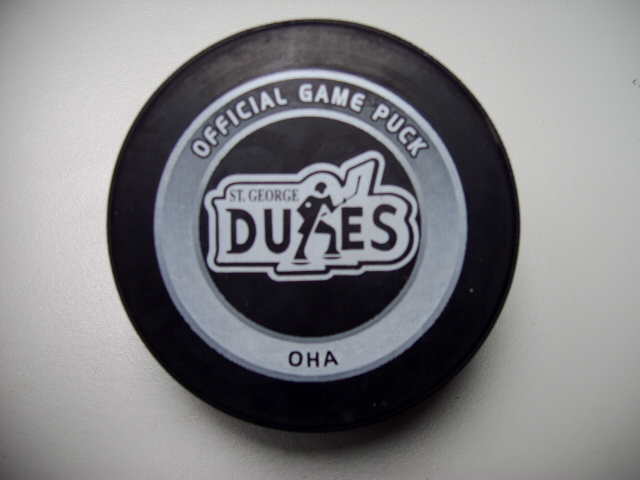 OFFICIAL GAME PUCK
ST. GEORGE
DUKES
OHA